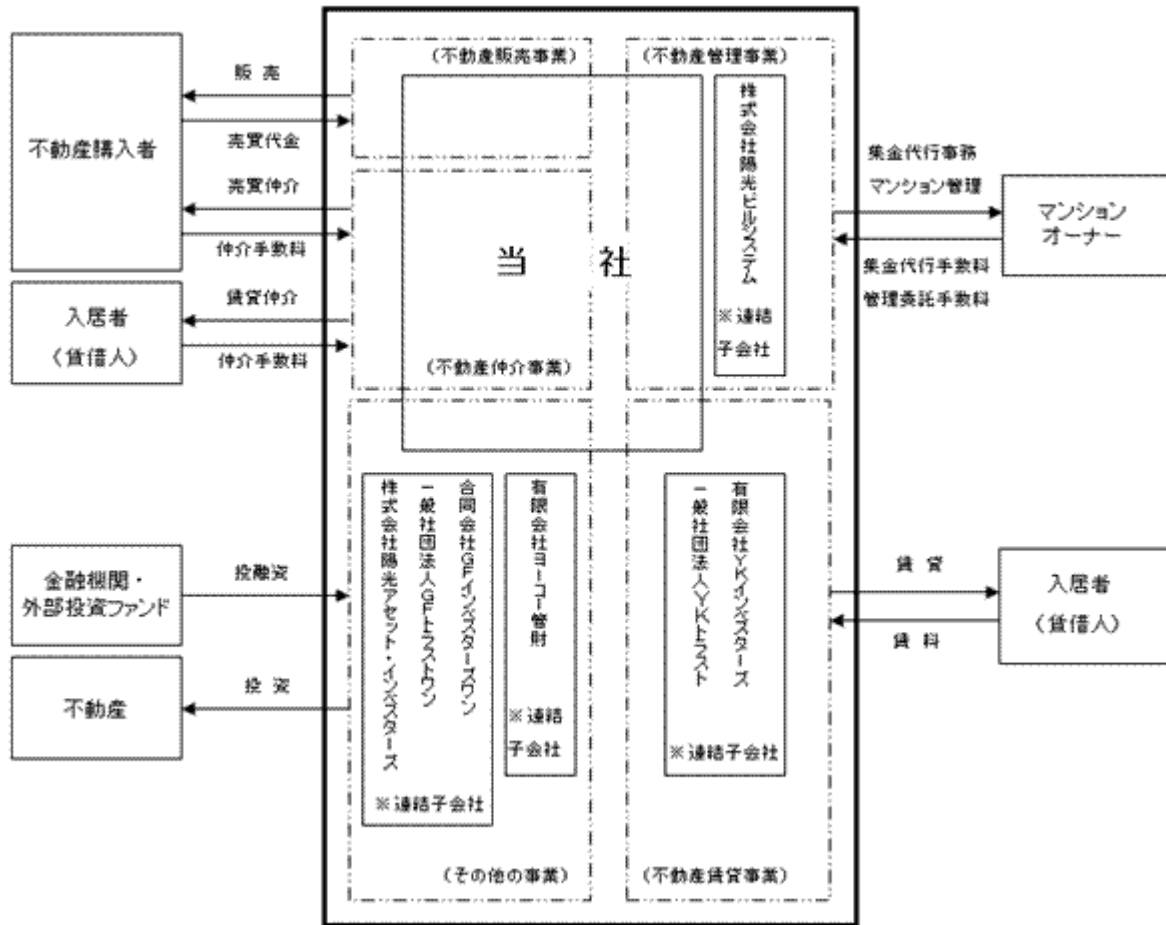 不動産購入者
入居者
（賃借人）
金融機関・
外部投資ファンド
不動産
販 売
売買代金
売買仲介
仲介手数料
賃貸仲介
仲介手数料
投融資
投 資
（不動産販売事業）
（不動産管理事業）
当 社
株式会社陽光ビルシステム
※連結
子会社
（不動産仲介事業）
合同会社GFインベスターズワン
一般社団法人GFトラストワン
株式会社陽光アセット・インベスターズ
※連結子会社
有限会社ヨーコー管財
※連結
子会社
有限会社YKインベスターズ
一般社団法人YKトラスト
※連結子会社
（その他の事業）
（不動産賃貸事業）
集金代行事務
マンション管理
集金代行手数料
管理委託手数料
マンション
オーナー
賃 貸
賃 料
入居者
（賃借人）